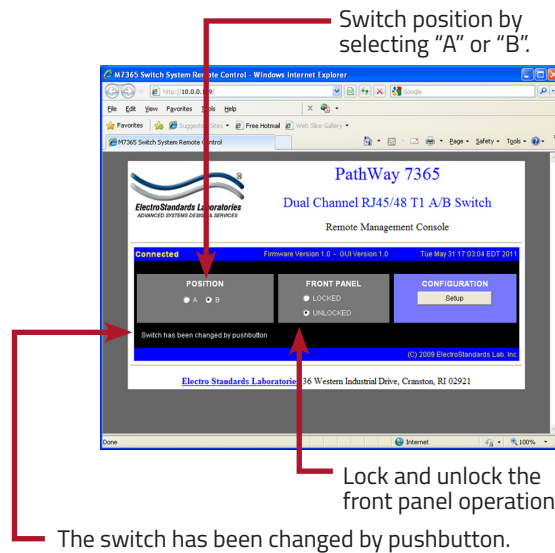 Switch position by
selecting “A” or “B”.
M7365 Switch System Remote Control - Windows Internet Explorer
Google
File Edit View Favorites Tools Help
Favorites Suggested Sites Free Hotmail Web Slice Gallery
M7365 Switch System Remote Control
Page Safety Tools
ElectroStandards Laboratories
ADVANCED SYSTEMS DESIGN & SERVICES
PathWay 7365
Dual Channel RJ45/48 T1 A/B Switch
Remote Management Console
Connected Firmware Version 1.0 - GUI Version 1.0 Tue May 31 17:03:04 EDT 2011
POSITION
A B
FRONT PANEL
LOCKED
UNLOCKED
CONFIGURATION
Setup
Switch has been changed by pushbutton
(C) 2009 ElectroStandards Lab. Inc.
Electro Standards Laboratories 36 Western Industrial Drive, Cranston, RI 02921
Done Internet 100%
Lock and unlock the
front panel operation
The switch has been changed by pushbutton.